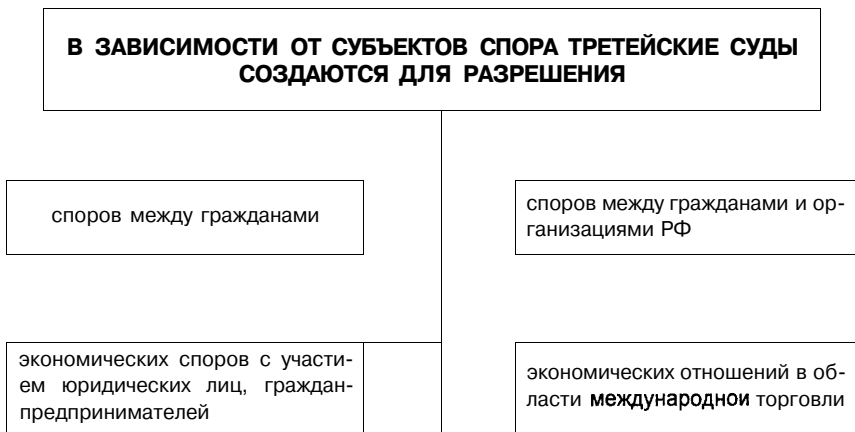 В ЗАВИСИМОСТИ ОТ СУБЪЕКТОВ СПОРА ТРЕТЕЙСКИЕ СУДЫ
СОЗДАЮТСЯ ДЛЯ РАЗРЕШЕНИЯ
споров между гражданами
споров между гражданами и ор-
ганизациями РФ
экономических споров с участи-
ем юридических лиц, граждан-
предпринимателей
экономических отношений в об-
ласти международнои торговли